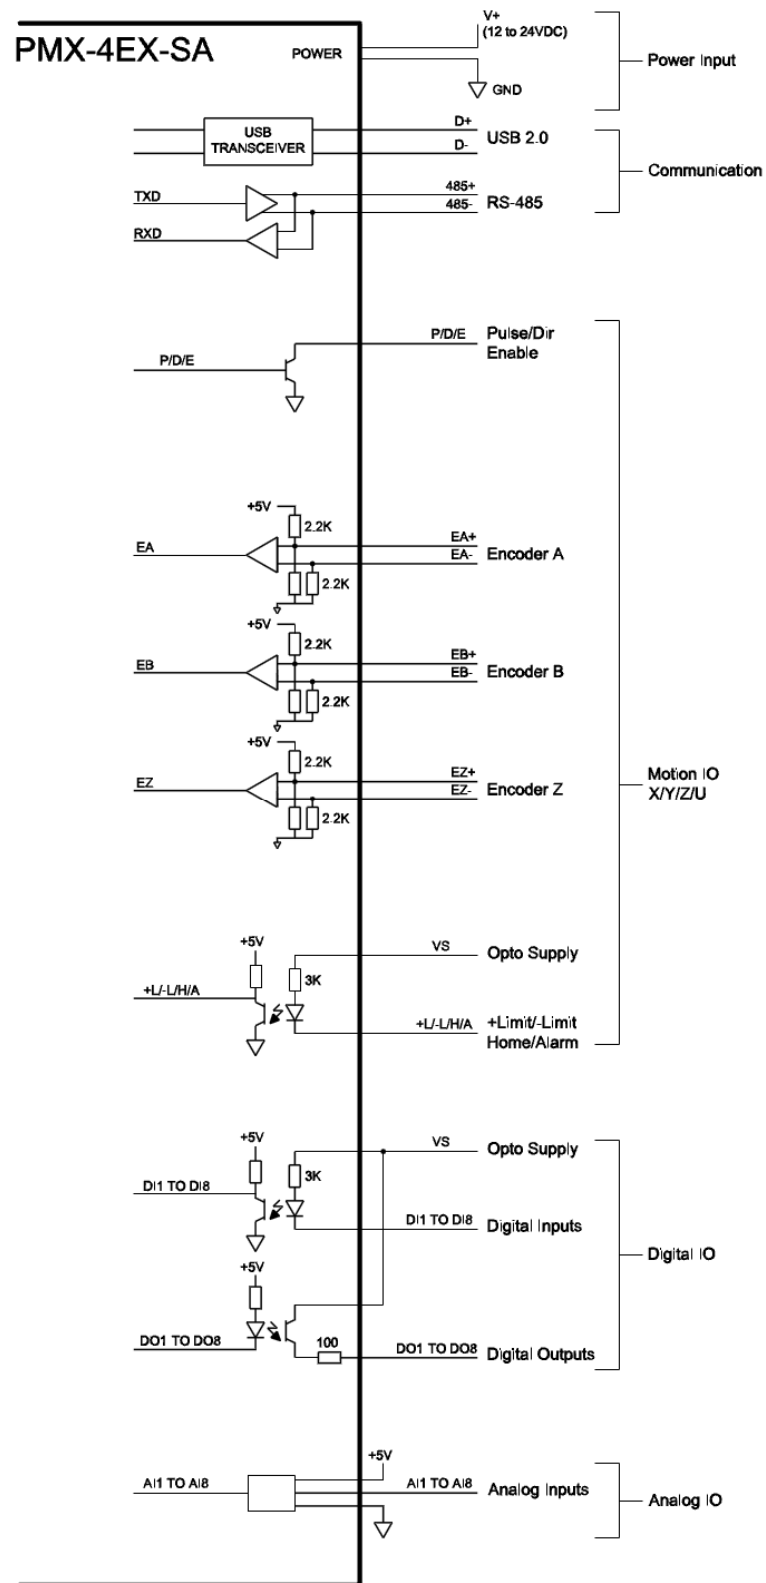 PMX-4EX-SA
POWER
V+
(12 to 24VDC)
GND
Power Input
USB
TRANSCEIVER
D+
D-
USB 2.0
TXD
RXD
485+
485-
RS-485
Communication
P/D/E
P/D/E
Pulse/Dir
Enable
+5V
2.2K
EA
2.2K
EA+
EA-
Encoder A
+5V
2.2K
EB
2.2K
EB+
EB-
Encoder B
+5V
2.2K
EZ
2.2K
EZ+
EZ-
Encoder Z
Motion IO
X/Y/Z/U
+5V
3K
+L/-L/H/A
VS
Opto Supply
+L/-L/H/A
+Limit/-Limit
Home/Alarm
+5V
3K
DI1 TO DI8
VS
Opto Supply
DI1 TO DI8
Digital Inputs
+5V
DO1 TO DO8
100
DO1 TO DO8
Digital Outputs
Digital IO
+5V
AI1 TO AI8
AI1 TO AI8
Analog Inputs
Analog IO